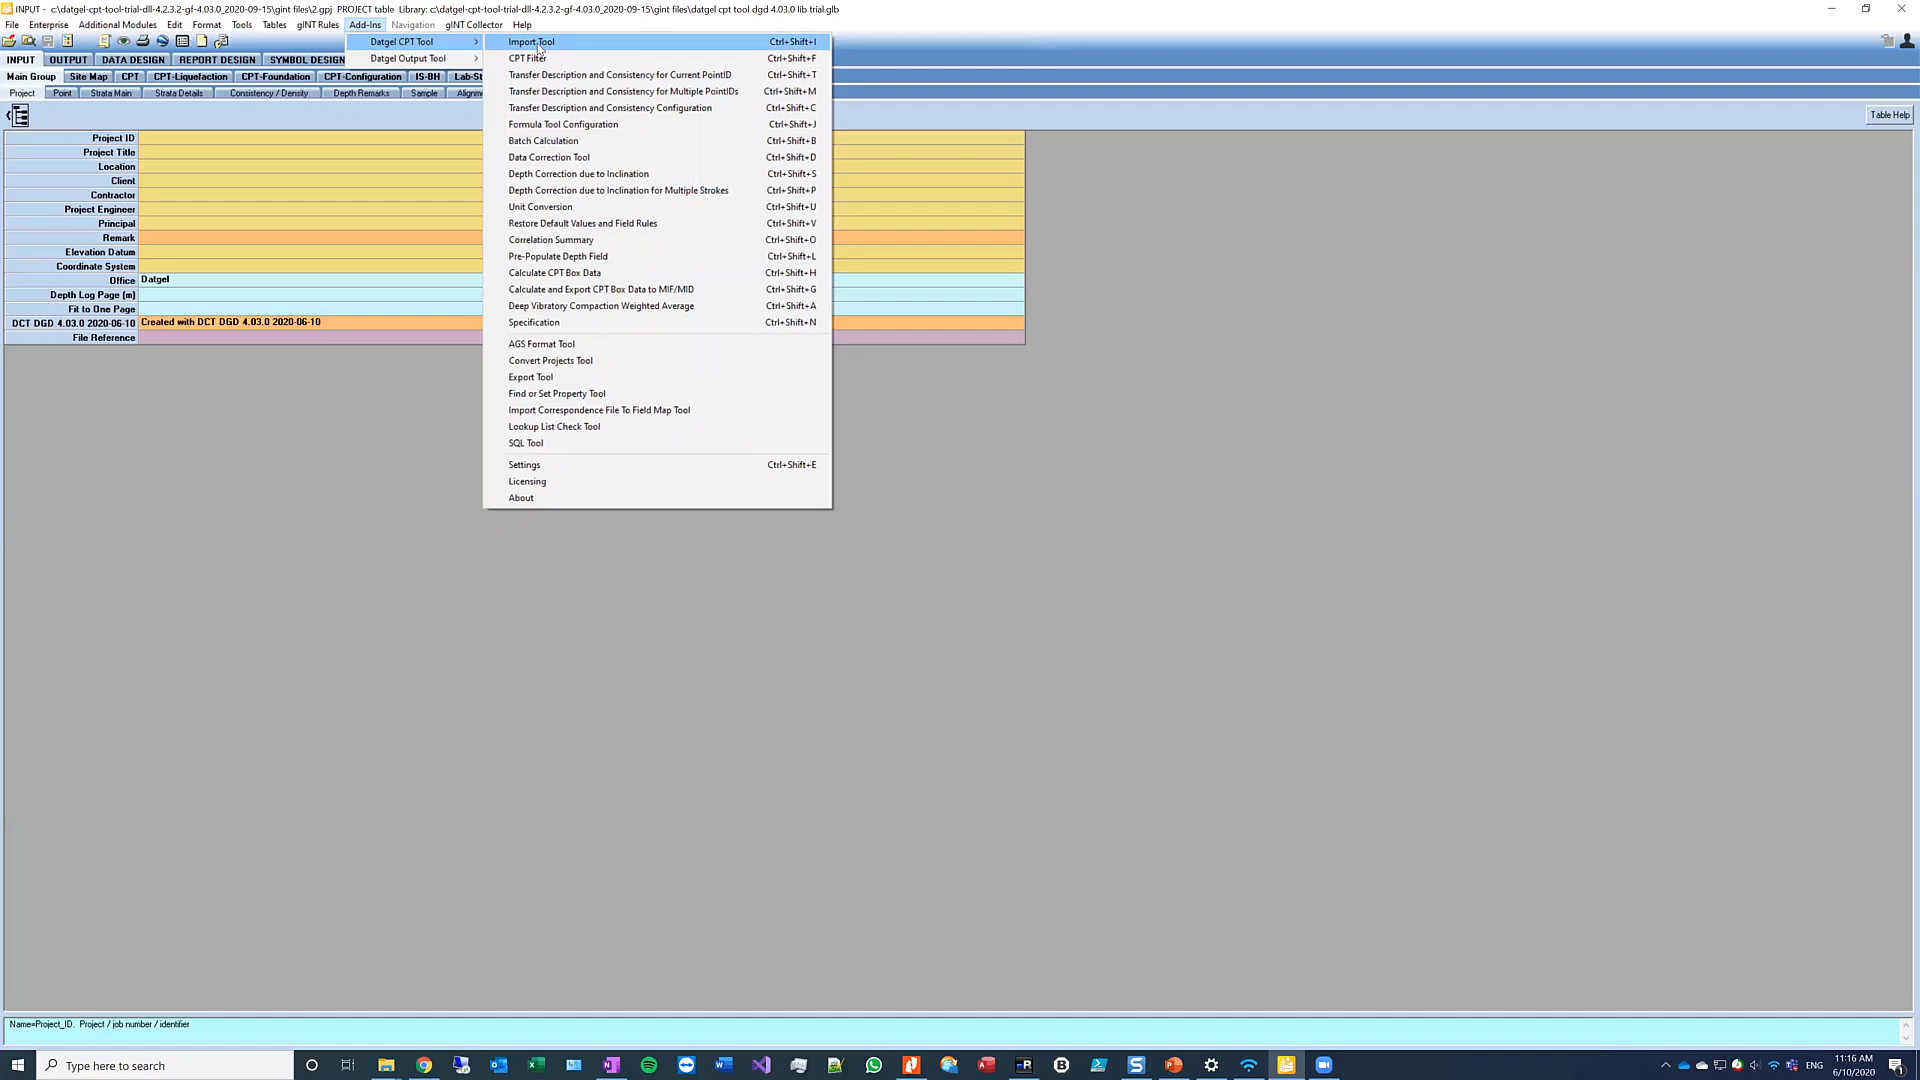 INPUT - c:\datgel-cpt-tool-trial-dll-4.2.3.2-gf-4.03.0_2020-09-15\gint files\2.gpj PROJECT table Library: c:\datgel-cpt-tool-trial-dll-4.2.3.2-gf-4.03.0_2020-09-15\gint files\datgel cpt tool dgd 4.03.0 lib trial.glb
File Enterprise Additional Modules Edit Format Tools Tables gINT Rules Add-Ins Navigation gINT Collector Help
INPUT OUTPUT DATA DESIGN REPORT DESIGN SYMBOL DESIGN
Main Group Site Map CPT CPT-Liquefaction CPT-Foundation CPT-Configuration IS-BH Lab-St
Project Point Strata Main Strata Details Consistency / Density Depth Remarks Sample Alignm
Table Help
Project ID
Project Title
Location
Client
Contractor
Project Engineer
Principal
Remark
Elevation Datum
Coordinate System
Office Datgel
Depth Log Page (m)
Fit to One Page
DCT DGD 4.03.0 2020-06-10 Created with DCT DGD 4.03.0 2020-06-10
File Reference
Datgel CPT Tool
Datgel Output Tool
Import Tool Ctrl+Shift+I
CPT Filter Ctrl+Shift+F
Transfer Description and Consistency for Current PointID Ctrl+Shift+T
Transfer Description and Consistency for Multiple PointIDs Ctrl+Shift+M
Transfer Description and Consistency Configuration Ctrl+Shift+C
Formula Tool Configuration Ctrl+Shift+J
Batch Calculation Ctrl+Shift+B
Data Correction Tool Ctrl+Shift+D
Depth Correction due to Inclination Ctrl+Shift+S
Depth Correction due to Inclination for Multiple Strokes Ctrl+Shift+P
Unit Conversion Ctrl+Shift+U
Restore Default Values and Field Rules Ctrl+Shift+V
Correlation Summary Ctrl+Shift+O
Pre-Populate Depth Field Ctrl+Shift+L
Calculate CPT Box Data Ctrl+Shift+H
Calculate and Export CPT Box Data to MIF/MID Ctrl+Shift+G
Deep Vibratory Compaction Weighted Average Ctrl+Shift+A
Specification Ctrl+Shift+N
AGS Format Tool
Convert Projects Tool
Export Tool
Find or Set Property Tool
Import Correspondence File To Field Map Tool
Lookup List Check Tool
SQL Tool
Settings Ctrl+Shift+E
Licensing
About
Name=Project_ID. Project / job number / identifier
Type here to search
ENG
11:16 AM
6/10/2020